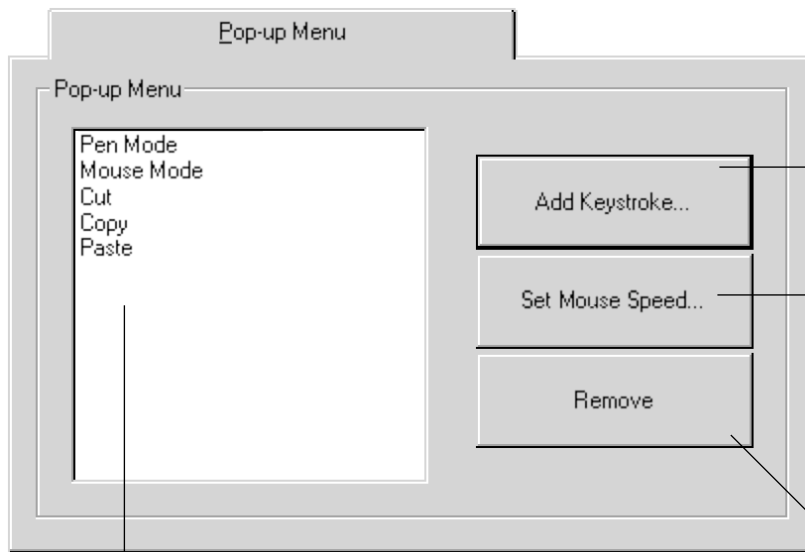 Pop-up Menu
Pop-up Menu
Pen Mode
Mouse Mode
Cut
Copy
Paste
Add Keystroke...
Set Mouse Speed...
Remove